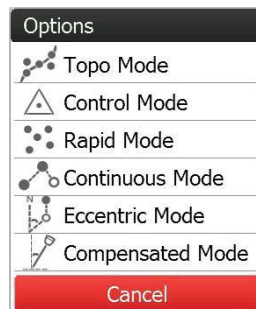 Options
Topo Mode
Control Mode
Rapid Mode
Continuous Mode
N
Eccentric Mode
Compensated Mode
Cancel